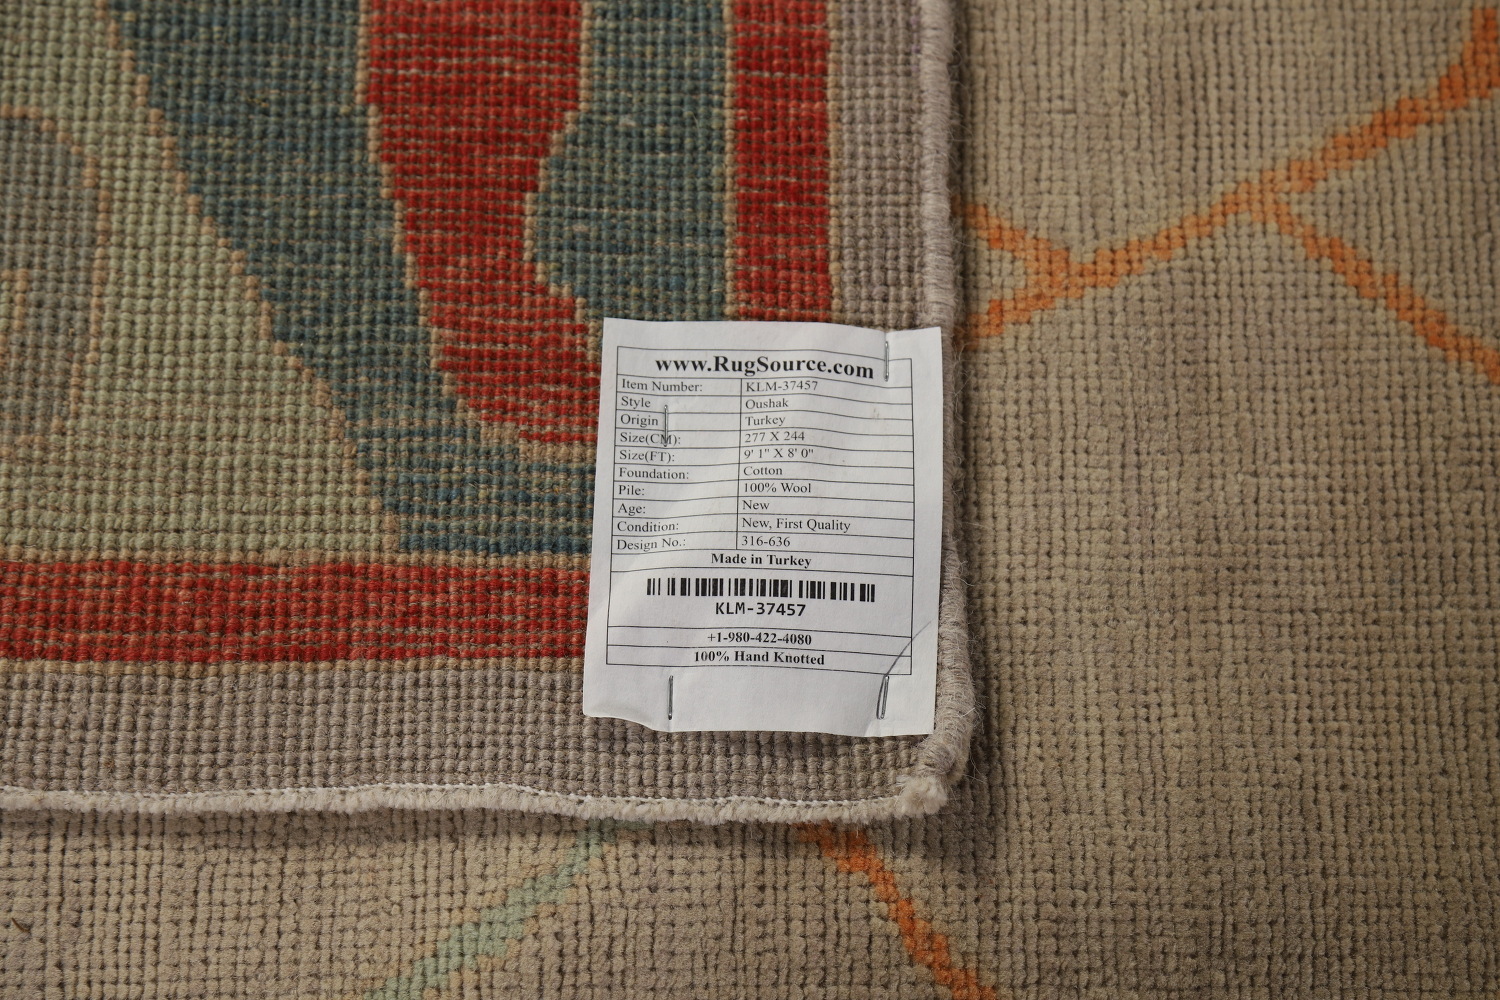 www.RugSource.com
Item Number: KLM-37457
Style Oushak
Origin Turkey
Size(CM): 277 X 244
Size(FT): 9' 1" X 8' 0"
Foundation: Cotton
Pile: 100% Wool
Age: New
Condition: New, First Quality
Design No.: 316-636
Made in Turkey
KLM-37457
+1-980-422-4080
100% Hand Knotted